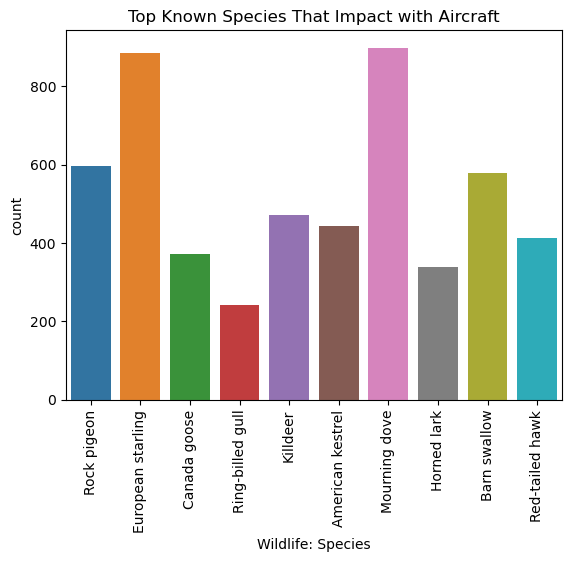 Top Known Species That Impact with Aircraft
count
800
600
400
200
0
Rock pigeon
European starling
Canada goose
Ring-billed gull
Killdeer
American kestrel
Mourning dove
Horned lark
Barn swallow
Red-tailed hawk
Wildlife: Species